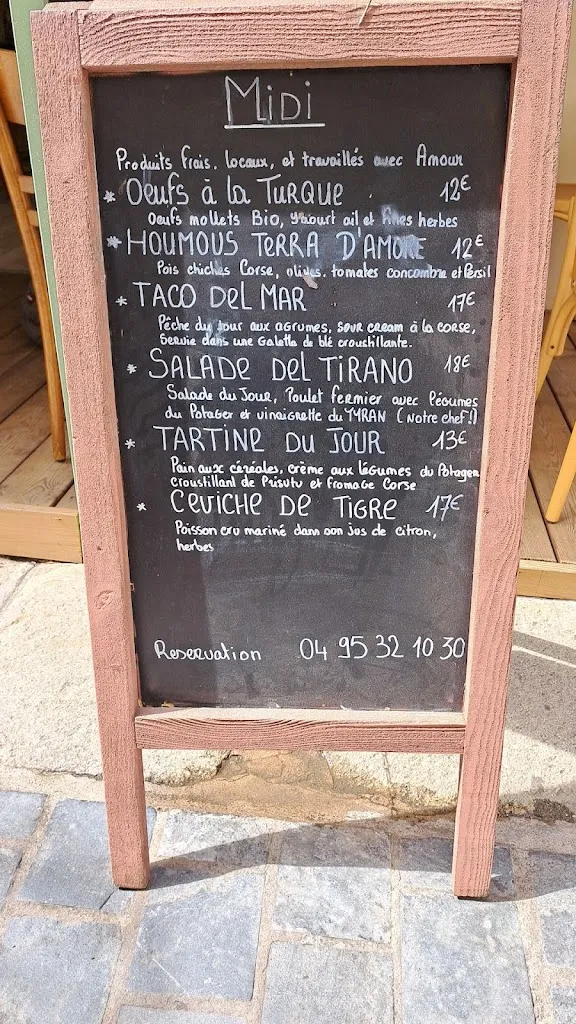 Midi
Produits frais, locaux, et travaillés avec Amour
* Oeufs à la TURQUE 12€
Oeufs mollets Bio, yaourt ail et fines herbes
* HOUMOUS TERRA D'AMORE 12€
Pois chiches Corse, olives, tomates concombre et Persil
* TACO DEL MAR 17€
Pêche du jour aux agrumes, sour cream à la corse,
Servie dans une Galette de blé croustillante.
* SALADE DEL TIRANO 18€
Salade du Jour, Poulet fermier avec légumes
du Potager et vinaigrette du TYRAN (Notre chef!)
* TARTINE DU JOUR 13€
Pain aux céréales, crème aux légumes du Potager
croustillant de Prisutu et fromage Corse
* CEVICHE DE TIGRE 17€
Poisson cru mariné dans son jus de citron,
herbes
Reservation 04 95 32 10 30